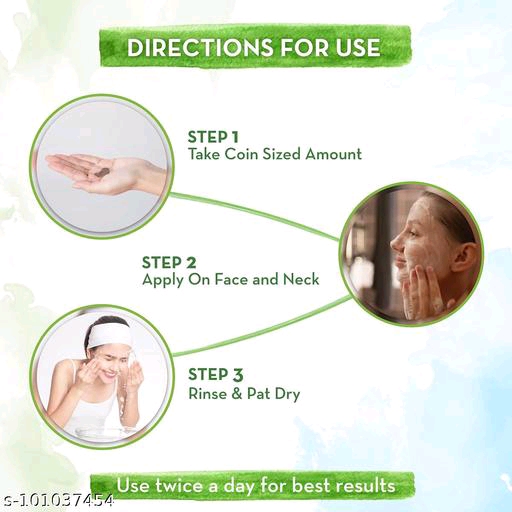 DIRECTIONS FOR USE
STEP 1
Take Coin Sized Amount
STEP 2
Apply On Face and Neck
STEP 3
Rinse & Pat Dry
Use twice a day for best results
s-101037454